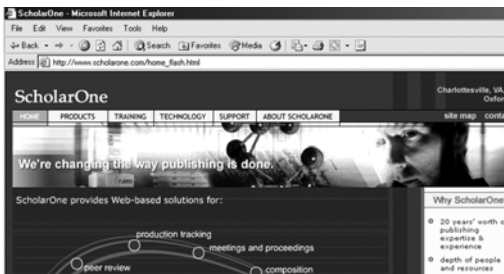 ScholarOne - Microsoft Internet Explorer
File Edit View Favorites Tools Help
Back Search Favorites Media
Address http://www.scholarone.com/home_flash.html
Charlottesville, VA
ScholarOne
HOME PRODUCTS TRAINING TECHNOLOGY SUPPORT ABOUT SCHOLARONE site map
We're changing the way publishing is done.
ScholarOne provides Web-based solutions for:
Why ScholarOne
production tracking
meetings and proceedings
peer review
composition
20 years' worth
publishing
expertise &
experience
depth of people
and resources